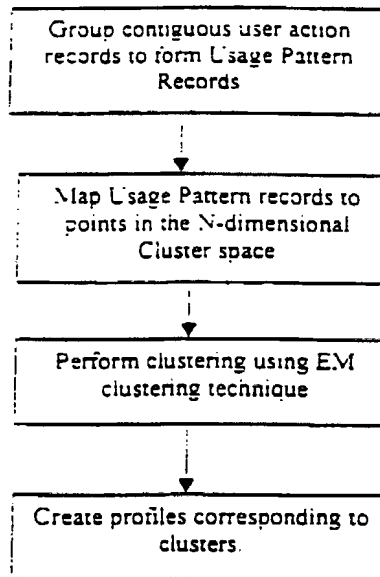 Group contiguous user action
records to form Usage Pattern
Records
Map Usage Pattern records to
points in the N-dimensional
Cluster space
Perform clustering using EM
clustering technique
Create profiles corresponding to
clusters.